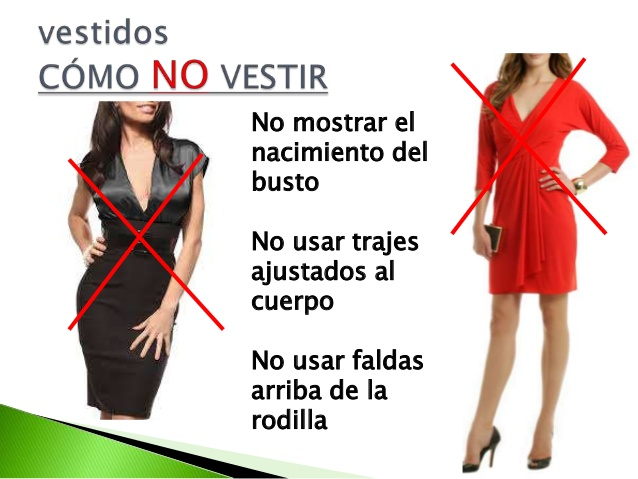 vestidos
CÓMO NO VESTIR
No mostrar el
nacimiento del
busto
No usar trajes
ajustados al
cuerpo
No usar faldas
arriba de la
rodilla